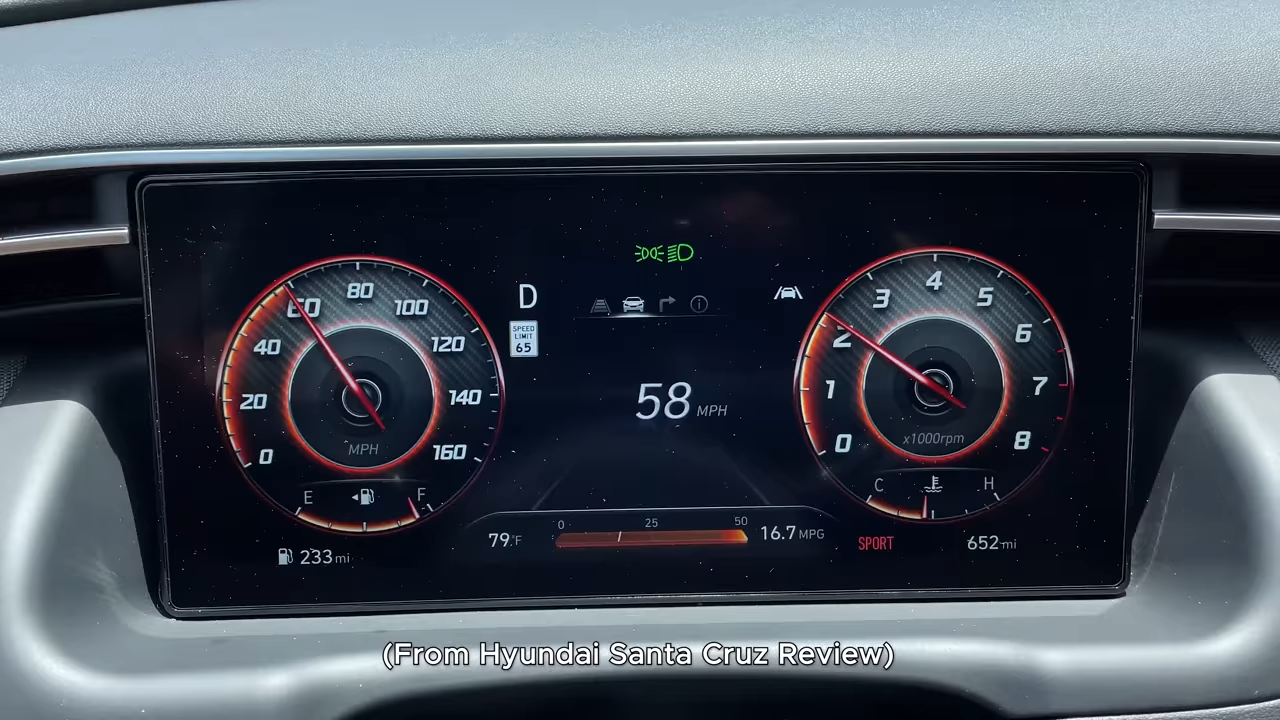 0
20
40
60
80
100
120
140
160
MPH
E
F
233 mi
D
SPEED
LIMIT
65
58 MPH
79°F
0
25
50
16.7 MPG
0
1
2
3
4
5
6
7
8
x1000rpm
C
H
SPORT
652 mi
(From Hyundai Santa Cruz Review)